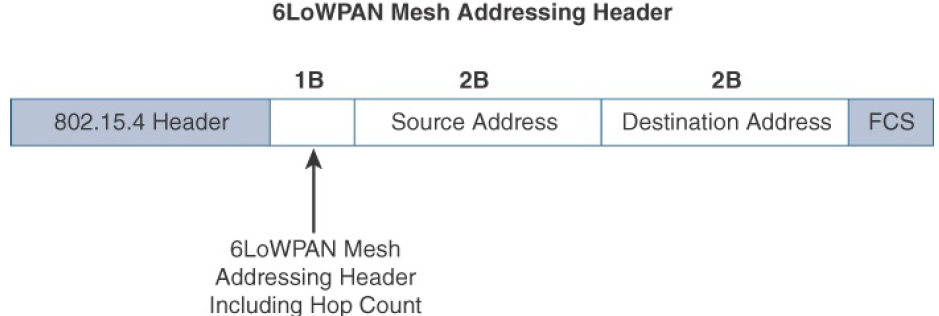 6LoWPAN Mesh Addressing Header
1B 2B 2B
802.15.4 Header Source Address Destination Address FCS
6LoWPAN Mesh
Addressing Header
Including Hop Count